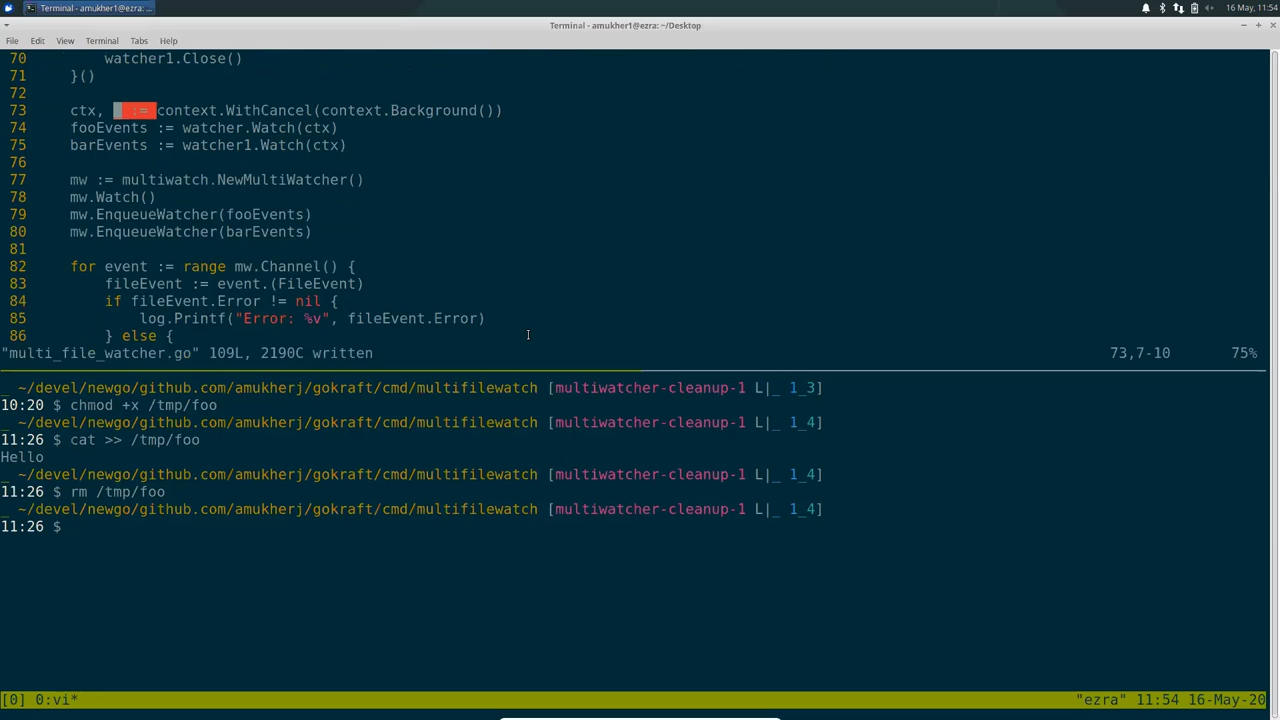 Terminal - amukher1@ezra: ~/...
16 May, 11:54
Terminal - amukher1@ezra: ~/Desktop
File Edit View Terminal Tabs Help
70 watcher1.Close()
71 }()
72
73 ctx, _ := context.WithCancel(context.Background())
74 fooEvents := watcher.Watch(ctx)
75 barEvents := watcher1.Watch(ctx)
76
77 mw := multiwatch.NewMultiWatcher()
78 mw.Watch()
79 mw.EnqueueWatcher(fooEvents)
80 mw.EnqueueWatcher(barEvents)
81
82 for event := range mw.Channel() {
83 fileEvent := event.(FileEvent)
84 if fileEvent.Error != nil {
85 log.Printf("Error: %v", fileEvent.Error)
86 } else {
"multi_file_watcher.go" 109L, 2190C written 73,7-10 75%
_ ~/devel/newgo/github.com/amukherj/gokraft/cmd/multifilewatch [multiwatcher-cleanup-1 L|_ 1_3]
10:20 $ chmod +x /tmp/foo
_ ~/devel/newgo/github.com/amukherj/gokraft/cmd/multifilewatch [multiwatcher-cleanup-1 L|_ 1_4]
11:26 $ cat >> /tmp/foo
Hello
_ ~/devel/newgo/github.com/amukherj/gokraft/cmd/multifilewatch [multiwatcher-cleanup-1 L|_ 1_4]
11:26 $ rm /tmp/foo
_ ~/devel/newgo/github.com/amukherj/gokraft/cmd/multifilewatch [multiwatcher-cleanup-1 L|_ 1_4]
11:26 $
[0] 0:vi* "ezra" 11:54 16-May-20